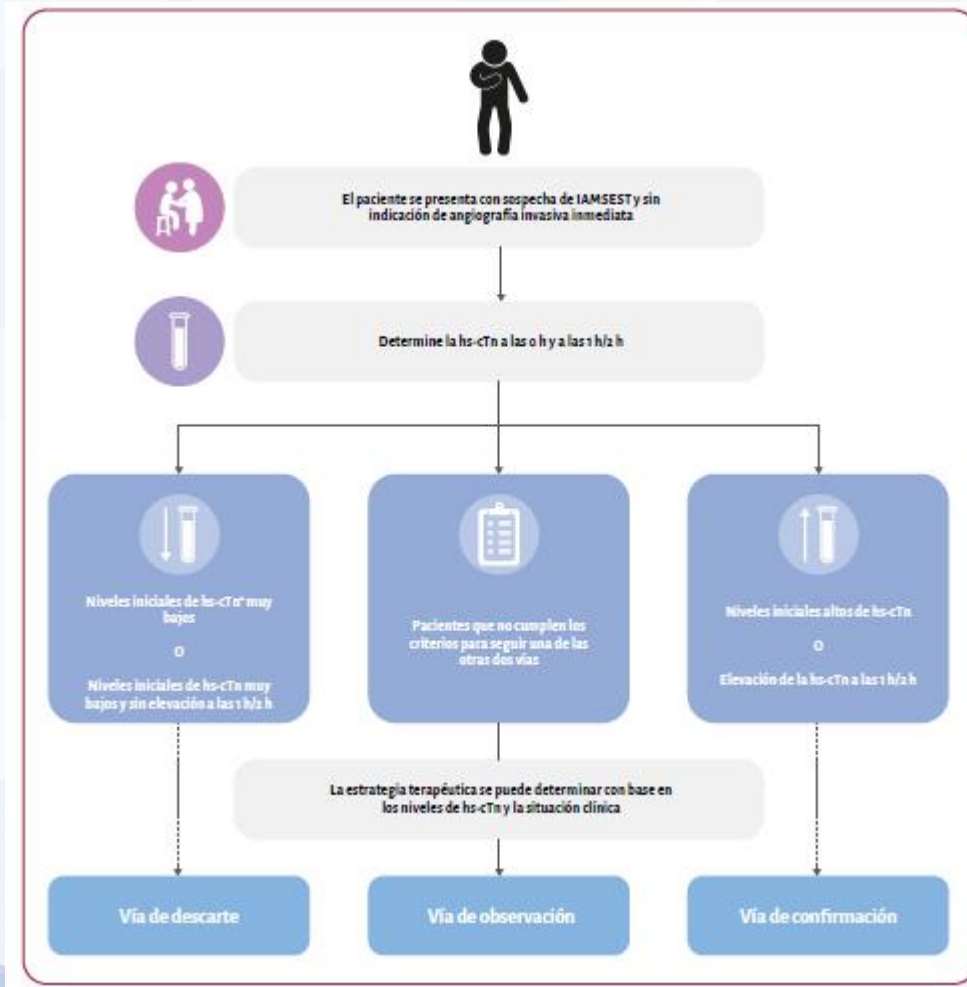 El paciente se presenta con sospecha de IAMSEST y sin
indicación de angiografía invasiva inmediata
Determine la hs-cTn a las 0 h y a las 1 h/2 h
Niveles iniciales de hs-cTn* muy
bajos
O
Niveles iniciales de hs-cTn muy
bajos y sin elevación a las 1 h/2 h
Pacientes que no cumplen los
criterios para seguir una de las
otras dos vías
Niveles iniciales altos de hs-cTn
O
Elevación de la hs-cTn a las 1 h/2 h
La estrategia terapéutica se puede determinar con base en
los niveles de hs-cTn y la situación clínica
Vía de descarte
Vía de observación
Vía de confirmación